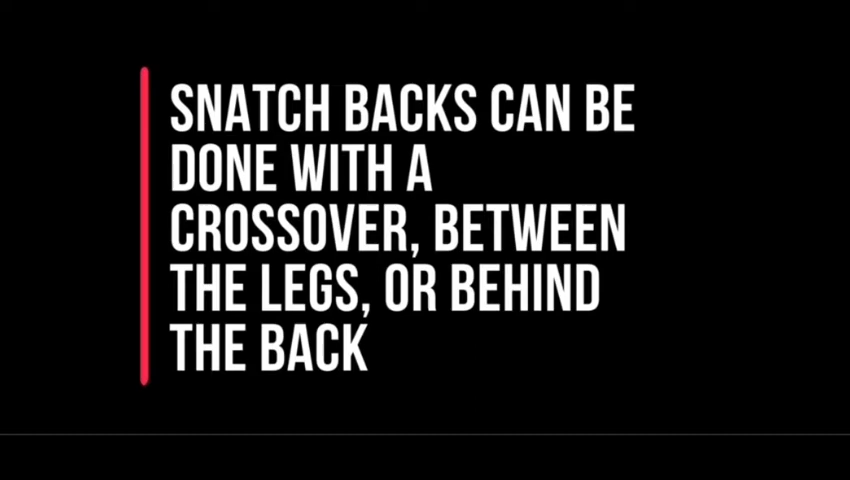 SNATCH BACKS CAN BE
DONE WITH A
CROSSOVER, BETWEEN
THE LEGS, OR BEHIND
THE BACK